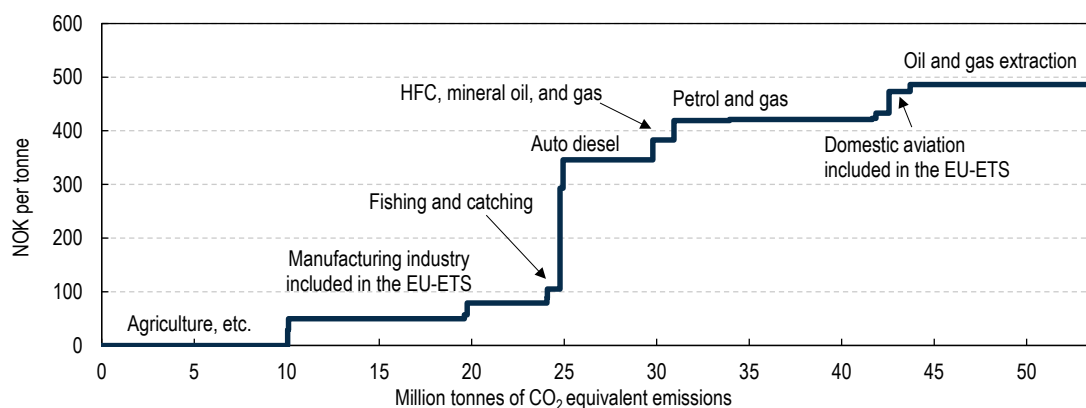 NOK per tonne
600
500
400
300
200
100
0
Oil and gas extraction
HFC, mineral oil, and gas
Petrol and gas
Auto diesel
Domestic aviation
included in the EU-ETS
Fishing and catching
Manufacturing industry
included in the EU-ETS
Agriculture, etc.
0 5 10 15 20 25 30 35 40 45 50
Million tonnes of CO₂ equivalent emissions